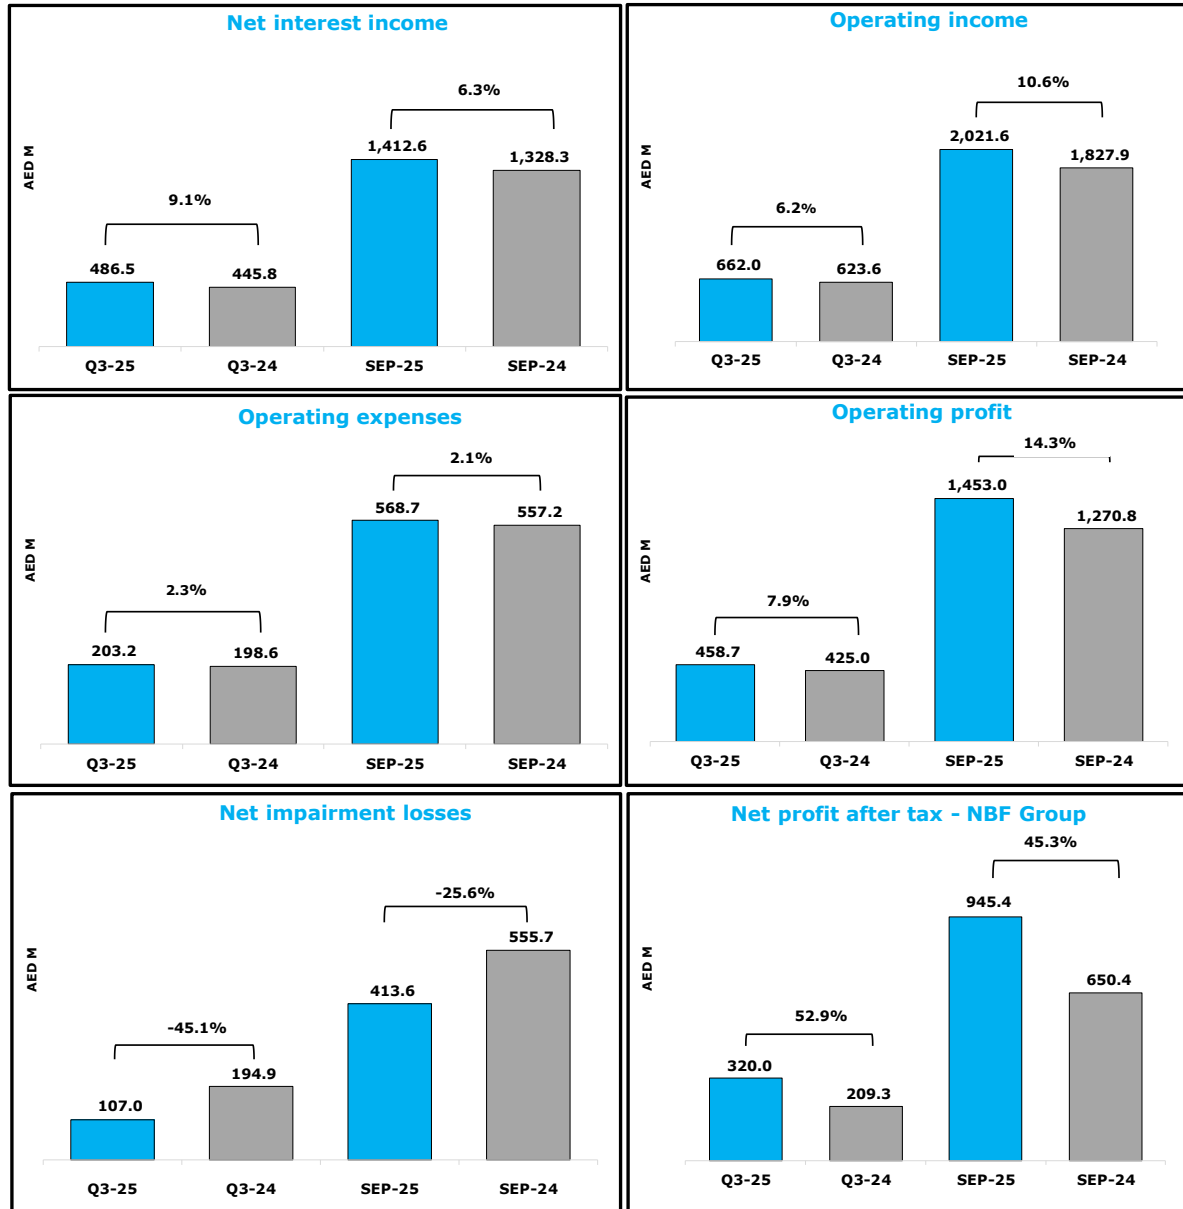 Net interest income
AED M
6.3%
1,412.6
1,328.3
9.1%
486.5
445.8
Q3-25 Q3-24 SEP-25 SEP-24
Operating income
10.6%
2,021.6
1,827.9
6.2%
662.0
623.6
Q3-25 Q3-24 SEP-25 SEP-24
Operating expenses
AED M
2.1%
568.7
557.2
2.3%
203.2
198.6
Q3-25 Q3-24 SEP-25 SEP-24
Operating profit
14.3%
1,453.0
1,270.8
7.9%
458.7
425.0
Q3-25 Q3-24 SEP-25 SEP-24
Net impairment losses
AED M
-25.6%
555.7
413.6
-45.1%
194.9
107.0
Q3-25 Q3-24 SEP-25 SEP-24
Net profit after tax - NBF Group
AED M
45.3%
945.4
650.4
52.9%
320.0
209.3
Q3-25 Q3-24 SEP-25 SEP-24